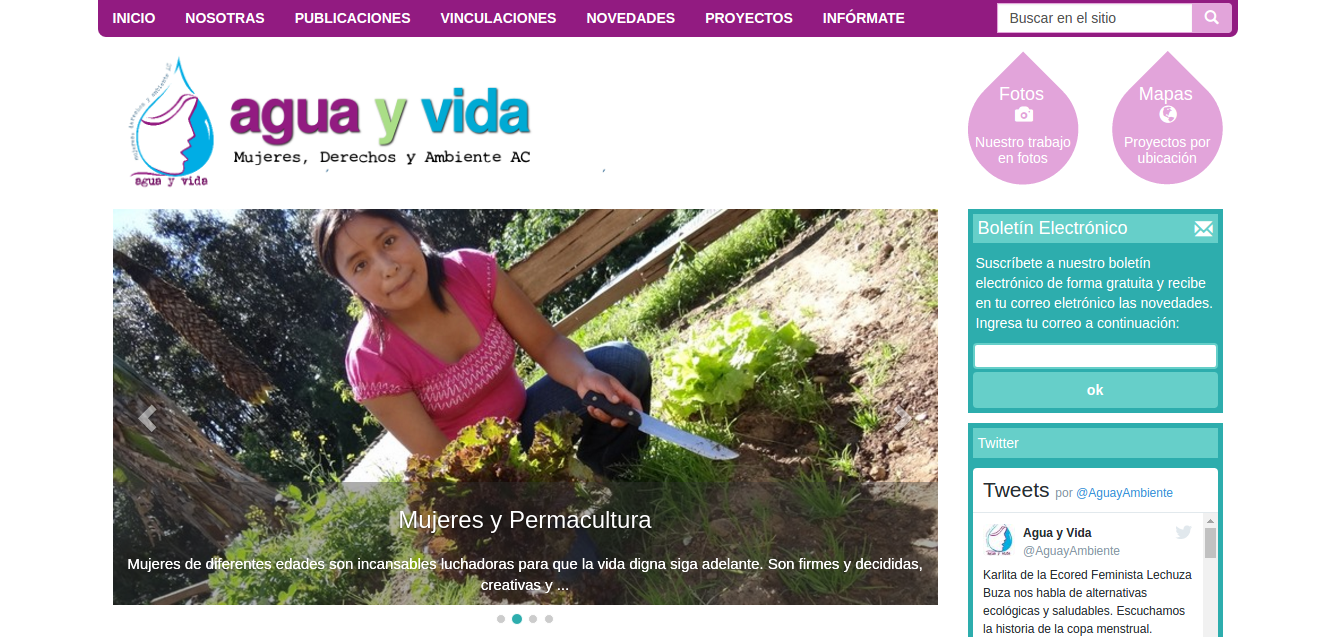 INICIO NOSOTRAS PUBLICACIONES VINCULACIONES NOVEDADES PROYECTOS INFÓRMATE Buscar en el sitio
agua y vida
Mujeres, Derechos y Ambiente AC
agua y vida
Fotos
Nuestro trabajo
en fotos
Mapas
Proyectos por
ubicación
Mujeres y Permacultura
Mujeres de diferentes edades son incansables luchadoras para que la vida digna siga adelante. Son firmes y decididas,
creativas y ...
Boletín Electrónico
Suscríbete a nuestro boletín
electrónico de forma gratuita y recibe
en tu correo eletrónico las novedades.
Ingresa tu correo a continuación:
ok
Twitter
Tweets por @AguayAmbiente
Agua y Vida
@AguayAmbiente
Karlita de la Ecored Feminista Lechuza
Buza nos habla de alternativas
ecológicas y saludables. Escuchamos
la historia de la copa menstrual.